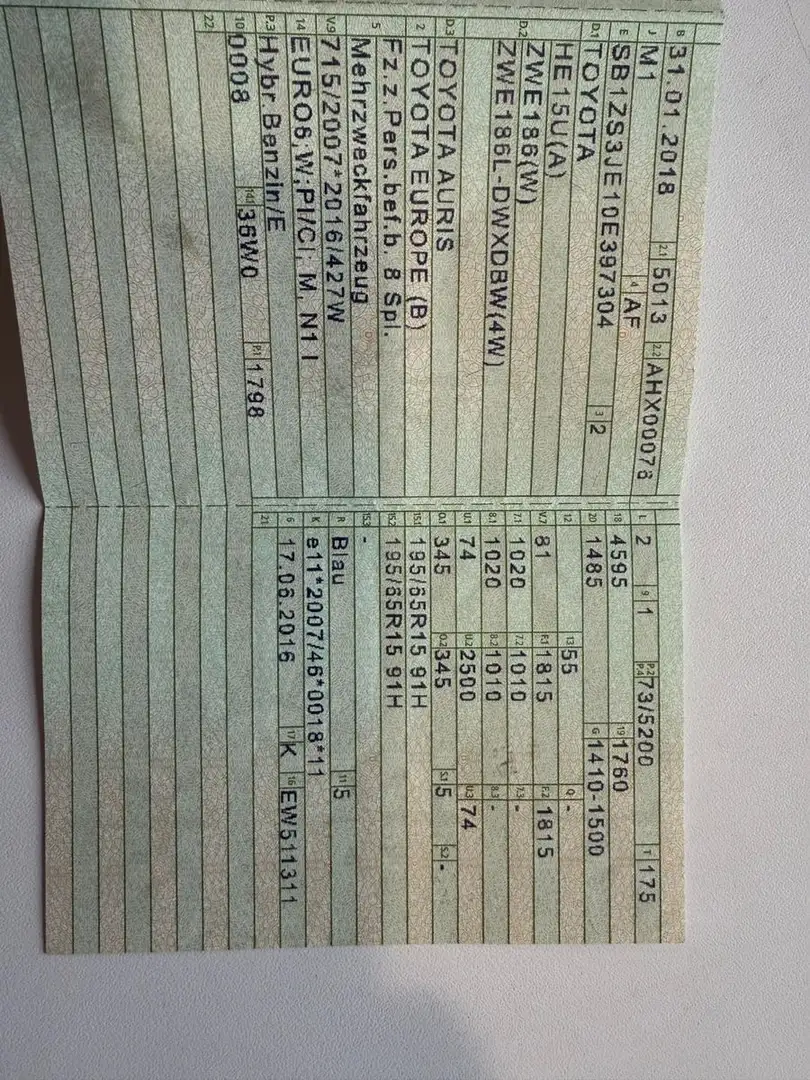 B 31.01.2018 2.1 5013 2.2 AHX00076
J M1 4 AF
E SB1ZS3JE10E397304 3 2
D.1 TOYOTA
HE15U(A)
D.2 ZWE186(W)
ZWE186L-DWXDBW(4W)
D.3 TOYOTA AURIS
2 TOYOTA EUROPE (B)
Fz.z.Pers.bef.b. 8 Spl.
5 Mehrzweckfahrzeug
V.9 715/2007*2016/427W
14 EURO6;W;PI/CI; M, N1 I
P.3 Hybr.Benzin/E
10 0008 14.1 36W0 P.1 1798
22
L 2 9 1 P.2 P.4 73/5200 T 175
18 4595 19 1760
20 1485 G 1410-1500
12 13 55 Q -
V.7 81 F.1 1815 F.2 1815
7.1 1020 7.2 1010 7.3 -
8.1 1020 8.2 1010 8.3 -
U.1 74 U.2 2500 U.3 74
O.1 345 O.2 345 S.1 5 S.2 -
15.1 195/65R15 91H
15.2 195/65R15 91H
15.3 -
R Blau 11 5
K e11*2007/46*0018*11
6 17.06.2016 17 K 16 EW511311
21